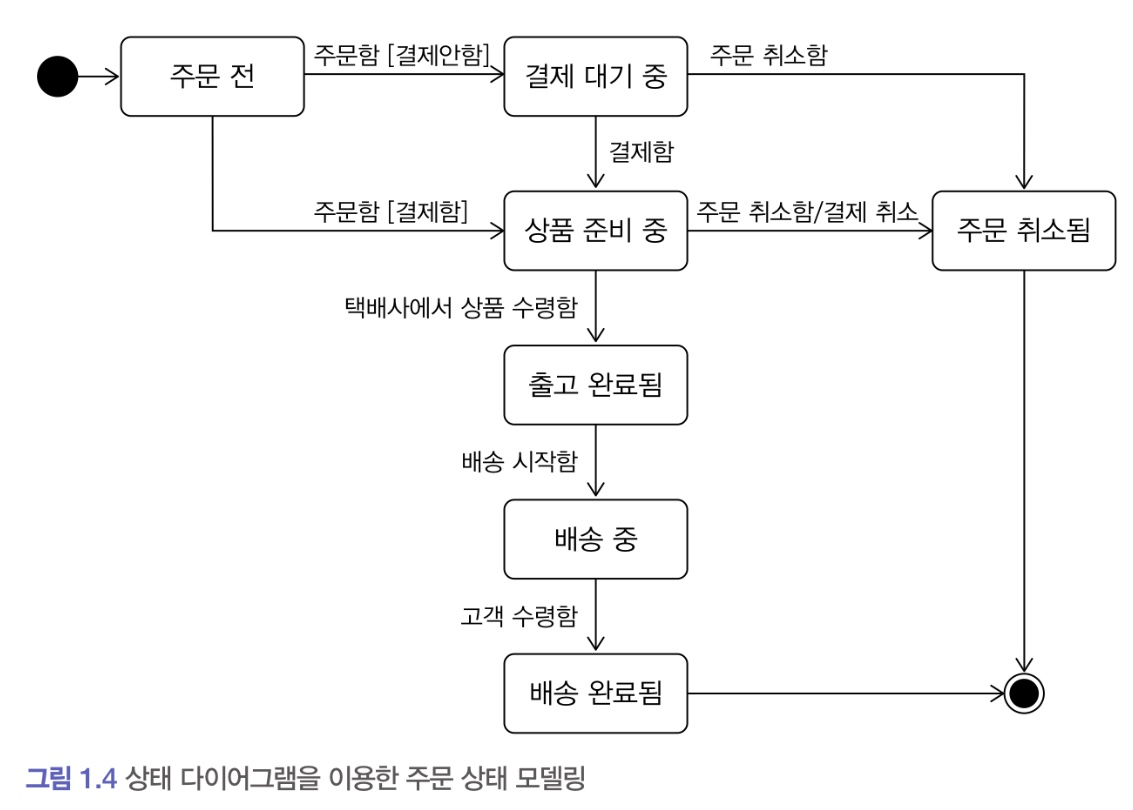 주문함 [결제안함]
주문 취소함
주문 전
결제 대기 중
결제함
주문함 [결제함]
주문 취소함/결제 취소
상품 준비 중
주문 취소됨
택배사에서 상품 수령함
출고 완료됨
배송 시작함
배송 중
고객 수령함
배송 완료됨
그림 1.4 상태 다이어그램을 이용한 주문 상태 모델링